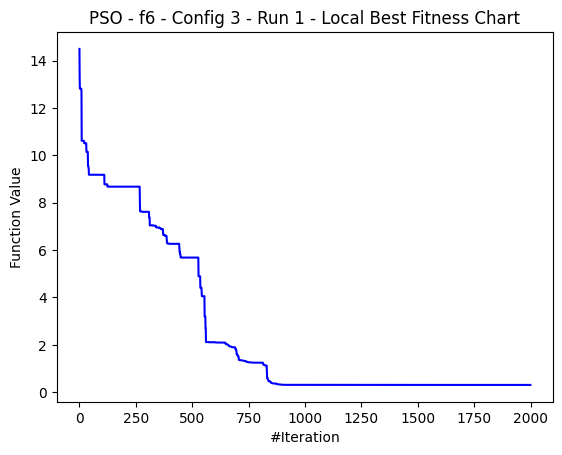 PSO - f6 - Config 3 - Run 1 - Local Best Fitness Chart
Function Value
14
12
10
8
6
4
2
0
0 250 500 750 1000 1250 1500 1750 2000
#Iteration